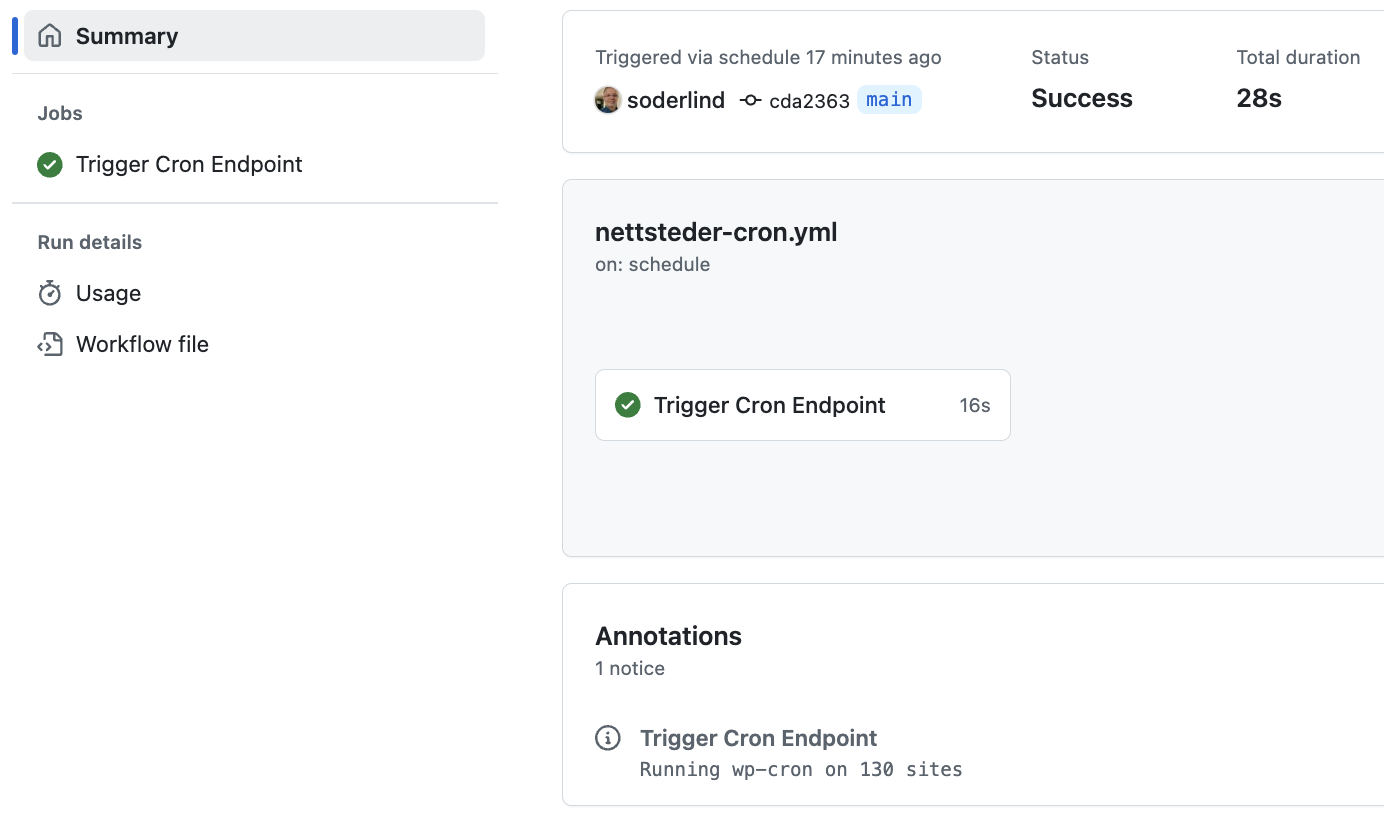 Summary
Jobs
Trigger Cron Endpoint
Run details
Usage
Workflow file
Triggered via schedule 17 minutes ago
soderlind cda2363 main
Status
Success
Total duration
28s
nettsteder-cron.yml
on: schedule
Trigger Cron Endpoint 16s
Annotations
1 notice
Trigger Cron Endpoint
Running wp-cron on 130 sites